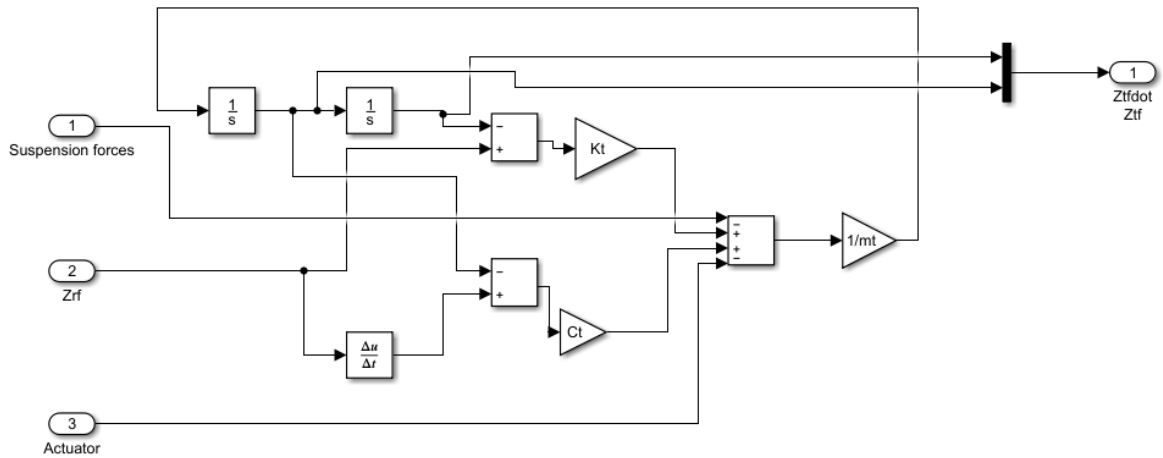 1
s
1
s
1
Ztfdot
Ztf
1
Suspension forces
−
+
Kt
−
+
+
−
1/mt
2
Zrf
−
+
Ct
Δu
Δt
3
Actuator